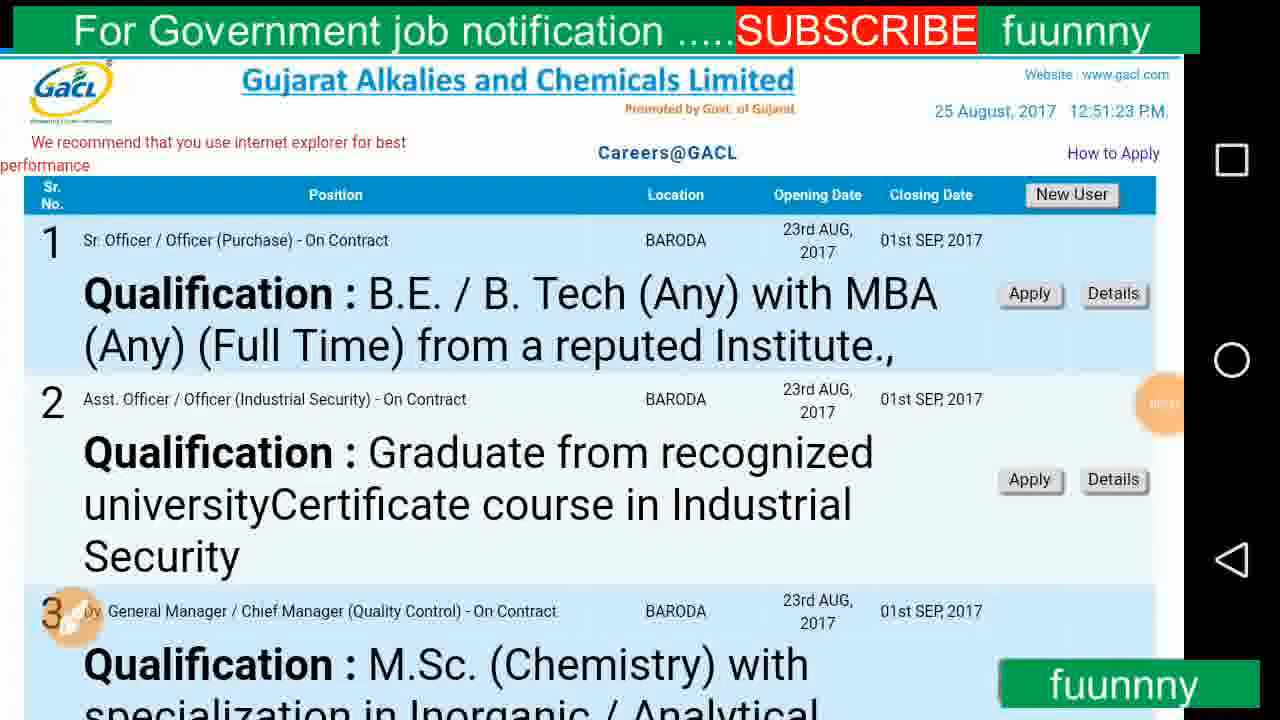 For Government job notification .....SUBSCRIBE fuunnny
GACL
Gujarat Alkalies and Chemicals Limited
Promoted by Govt. of Gujarat
Website : www.gacl.com
25 August, 2017 12:51:23 P.M.
We recommend that you use internet explorer for best
performance
Careers@GACL
How to Apply
Sr. No. Position Location Opening Date Closing Date New User
1 Sr. Officer / Officer (Purchase) - On Contract BARODA 23rd AUG, 2017 01st SEP, 2017
Qualification : B.E. / B. Tech (Any) with MBA
(Any) (Full Time) from a reputed Institute.,
Apply Details
2 Asst. Officer / Officer (Industrial Security) - On Contract BARODA 23rd AUG, 2017 01st SEP, 2017
Qualification : Graduate from recognized
universityCertificate course in Industrial
Security
Apply Details
3 Dy. General Manager / Chief Manager (Quality Control) - On Contract BARODA 23rd AUG, 2017 01st SEP, 2017
Qualification : M.Sc. (Chemistry) with
specialization in Inorganic / Analytical
fuunnny